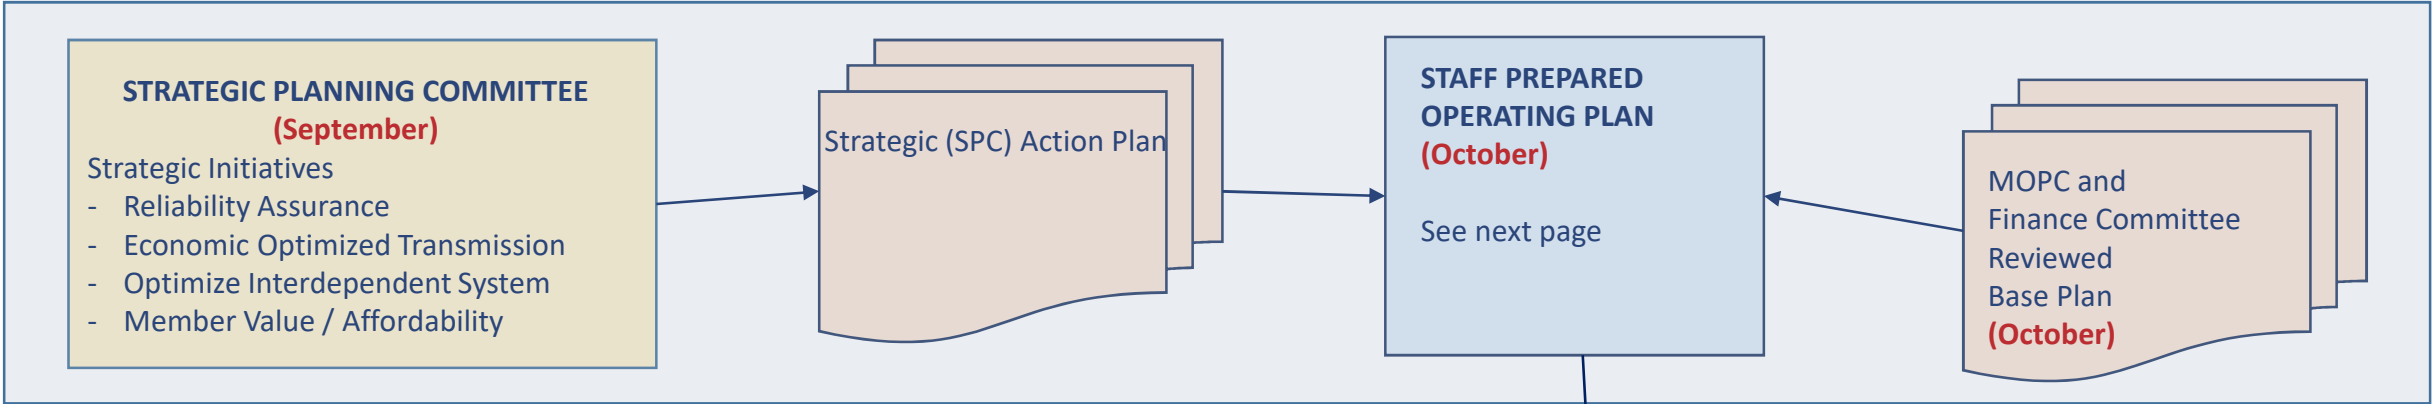 STRATEGIC PLANNING COMMITTEE
(September)
Strategic Initiatives
- Reliability Assurance
- Economic Optimized Transmission
- Optimize Interdependent System
- Member Value / Affordability
Strategic (SPC) Action Plan
STAFF PREPARED
OPERATING PLAN
(October)
See next page
MOPC and
Finance Committee
Reviewed
Base Plan
(October)